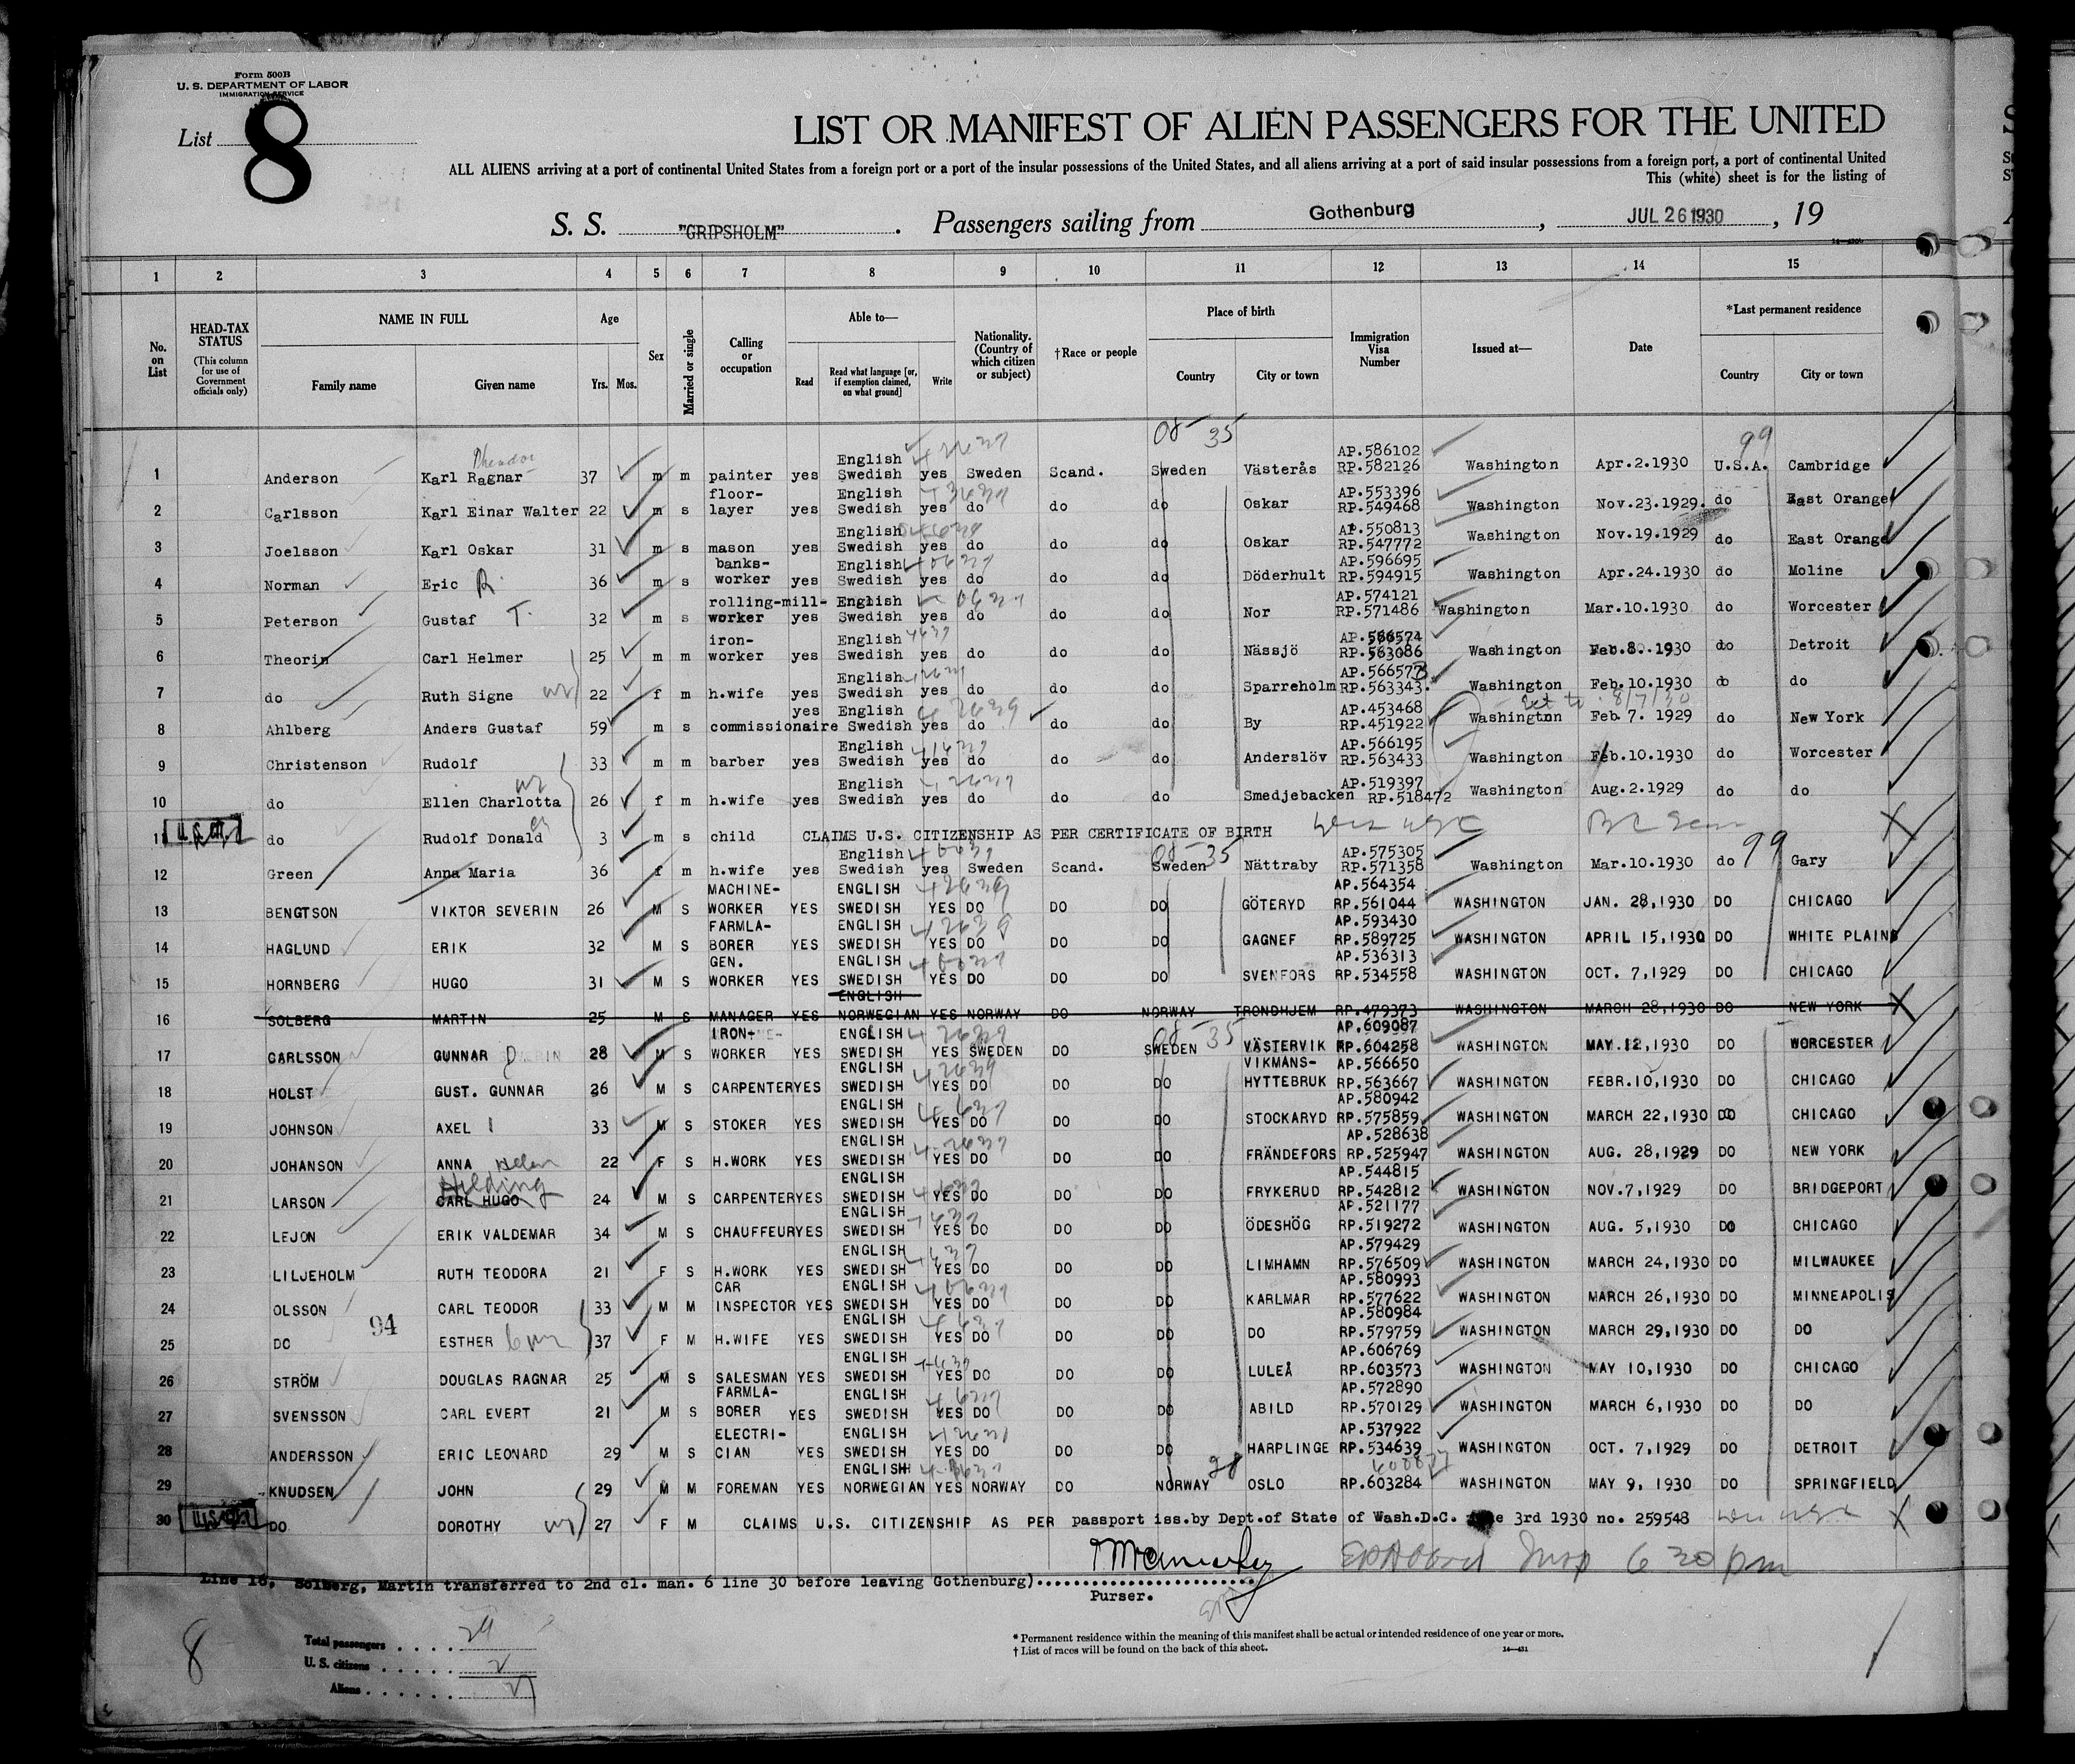 Form 500B
U. S. DEPARTMENT OF LABOR
IMMIGRATION SERVICE
List 8
LIST OR MANIFEST OF ALIEN PASSENGERS FOR THE UNITED
ALL ALIENS arriving at a port of continental United States from a foreign port or a port of the insular possessions of the United States, and all aliens arriving at a port of said insular possessions from a foreign port, a port of continental United
This (white) sheet is for the listing of
S. S. "GRIPSHOLM". Passengers sailing from Gothenburg, JUL 26 1930, 19
1 2 3 4 5 6 7 8 9 10 11 12 13 14 15
No. on List
HEAD-TAX STATUS (This column for use of Government officials only)
NAME IN FULL Family name Given name
Age Yrs. Mos.
Sex
Married or single
Calling or occupation
Able to— Read Read what language [or, if exemption claimed, on what ground] Write
Nationality. (Country of which citizen or subject)
†Race or people
Place of birth Country City or town
Immigration Visa Number
Issued at—
Date
*Last permanent residence Country City or town
05 35 99
1 Anderson Karl Ragnar Theodor 37 m m painter yes English Swedish yes Sweden Scand. Sweden Västerås AP.586102 RP.582126 Washington Apr.2.1930 U.S.A. Cambridge
2 Carlsson Karl Einar Walter 22 m s floor-layer yes English Swedish yes do do do Oskar AP.553396 RP.549468 Washington Nov.23.1929. do East Orange
3 Joelsson Karl Oskar 31 m s mason yes English Swedish yes do do do Oskar AP.550813 RP.547772 Washington Nov.19.1929 do East Orange
4 Norman Eric R. 36 m s banks-worker yes English Swedish yes do do do Döderhult AP.596695 RP.594915 Washington Apr.24.1930 do Moline
5 Peterson Gustaf T. 32 m s rolling-mill-worker yes English Swedish yes do do do Nor AP.574121 RP.571486 Washington Mar.10.1930 do Worcester
6 Theorin Carl Helmer 25 m m iron-worker yes English Swedish yes do do do Nässjö AP.566574 RP.563086 Washington Feb.8.1930 do Detroit
7 do Ruth Signe 22 f m h.wife yes English Swedish yes do do do Sparreholm AP.566573 RP.563343. Washington Feb.10.1930 do do
8 Ahlberg Anders Gustaf 59 m s commissionaire yes English Swedish yes do do do By AP.453468 RP.451922 Washington Ext to 8/7/30 Feb.7. 1929 do New York
9 Christenson Rudolf 33 m m barber yes English Swedish yes do do do Anderslöv AP.566195 RP.563433 Washington Feb.10.1930 do Worcester
10 do Ellen Charlotta 26 f m h.wife yes English Swedish yes do do do Smedjebacken AP.519397 RP.518472 Washington Aug.2.1929 do do
11 do Rudolf Donald 3 m s child CLAIMS U.S. CITIZENSHIP AS PER CERTIFICATE OF BIRTH
12 Green Anna Maria 36 f m h.wife yes English Swedish yes Sweden Scand. Sweden 05 35 Nättraby AP.575305 RP.571358 Washington Mar.10.1930 do 99 Gary
13 BENGTSON VIKTOR SEVERIN 26 M S MACHINE-WORKER YES ENGLISH SWEDISH YES DO DO DO GÖTERYD AP.564354 RP.561044 WASHINGTON JAN. 28,1930 DO CHICAGO
14 HAGLUND ERIK 32 M S FARMLA-BORER YES ENGLISH SWEDISH YES DO DO DO GAGNEF AP.593430 RP.589725 WASHINGTON APRIL 15,1930 DO WHITE PLAINS
15 HORNBERG HUGO 31 M S GEN. WORKER YES ENGLISH SWEDISH YES DO DO DO SVENFORS AP.536313 RP.534558 WASHINGTON OCT. 7,1929 DO CHICAGO
16 SOLBERG MARTIN 25 M S MANAGER YES ENGLISH NORWEGIAN YES NORWAY DO NORWAY TRONDHJEM RP.479373 WASHINGTON MARCH 28,1930 DO NEW YORK
17 CARLSSON GUNNAR 28 M S IRON-WORKER YES ENGLISH SWEDISH YES SWEDEN DO SWEDEN 05 35 VÄSTERVIK AP.609087 RP.604258 WASHINGTON MAY.12,1930 DO WORCESTER
18 HOLST GUST. GUNNAR 26 M S CARPENTER YES ENGLISH SWEDISH YES DO DO DO VIKMANS-HYTTEBRUK AP.566650 RP.563667 WASHINGTON FEBR.10,1930 DO CHICAGO
19 JOHNSON AXEL 33 M S STOKER YES ENGLISH SWEDISH YES DO DO DO STOCKARYD AP.580942 RP.575859 WASHINGTON MARCH 22,1930 DO CHICAGO
20 JOHANSON ANNA Helen 22 F S H.WORK YES ENGLISH SWEDISH YES DO DO DO FRÄNDEFORS AP.528638 RP.525947 WASHINGTON AUG. 28,1929 DO NEW YORK
21 LARSON CARL HUGO Hilding 24 M S CARPENTER YES ENGLISH SWEDISH YES DO DO DO FRYKERUD AP.544815 RP.542812 WASHINGTON NOV.7,1929 DO BRIDGEPORT
22 LEJON ERIK VALDEMAR 34 M S CHAUFFEUR YES ENGLISH SWEDISH YES DO DO DO ÖDESHÖG AP.521177 RP.519272 WASHINGTON AUG. 5,1930 DO CHICAGO
23 LILJEHOLM RUTH TEODORA 21 F S H.WORK YES ENGLISH SWEDISH YES DO DO DO LIMHAMN AP.579429 RP.576509 WASHINGTON MARCH 24,1930 DO MILWAUKEE
24 OLSSON CARL TEODOR 33 M M CAR INSPECTOR YES ENGLISH SWEDISH YES DO DO DO KARLMAR AP.580993 RP.577622 WASHINGTON MARCH 26,1930 DO MINNEAPOLIS
94
25 DO ESTHER 37 F M H.WIFE YES ENGLISH SWEDISH YES DO DO DO DO AP.580984 RP.579759 WASHINGTON MARCH 29,1930 DO DO
26 STRÖM DOUGLAS RAGNAR 25 M S SALESMAN YES ENGLISH SWEDISH YES DO DO DO LULEÅ AP.606769 RP.603573 WASHINGTON MAY 10,1930 DO CHICAGO
27 SVENSSON CARL EVERT 21 M S FARMLA-BORER YES ENGLISH SWEDISH YES DO DO DO ABILD AP.572890 RP.570129 WASHINGTON MARCH 6,1930 DO DO
28 ANDERSSON ERIC LEONARD 29 M S ELECTRI-CIAN YES ENGLISH SWEDISH YES DO DO DO HARPLINGE AP.537922 RP.534639 WASHINGTON OCT. 7,1929 DO DETROIT
29 KNUDSEN JOHN 29 M M FOREMAN YES ENGLISH NORWEGIAN YES NORWAY DO NORWAY OSLO RP.603284 WASHINGTON MAY 9, 1930 DO SPRINGFIELD
30 DO DOROTHY 27 F M CLAIMS U.S. CITIZENSHIP AS PER passport iss.by Dept.of State of Wash.D.C. 3rd 1930 no. 259548
6 30 pm
Line 16, Solberg, Martin transferred to 2nd cl. man. 6 line 30 before leaving Gothenburg)
Purser.
8
Total passengers 29
U. S. citizens 2
Aliens 27
* Permanent residence within the meaning of this manifest shall be actual or intended residence of one year or more.
† List of races will be found on the back of this sheet.
14—431